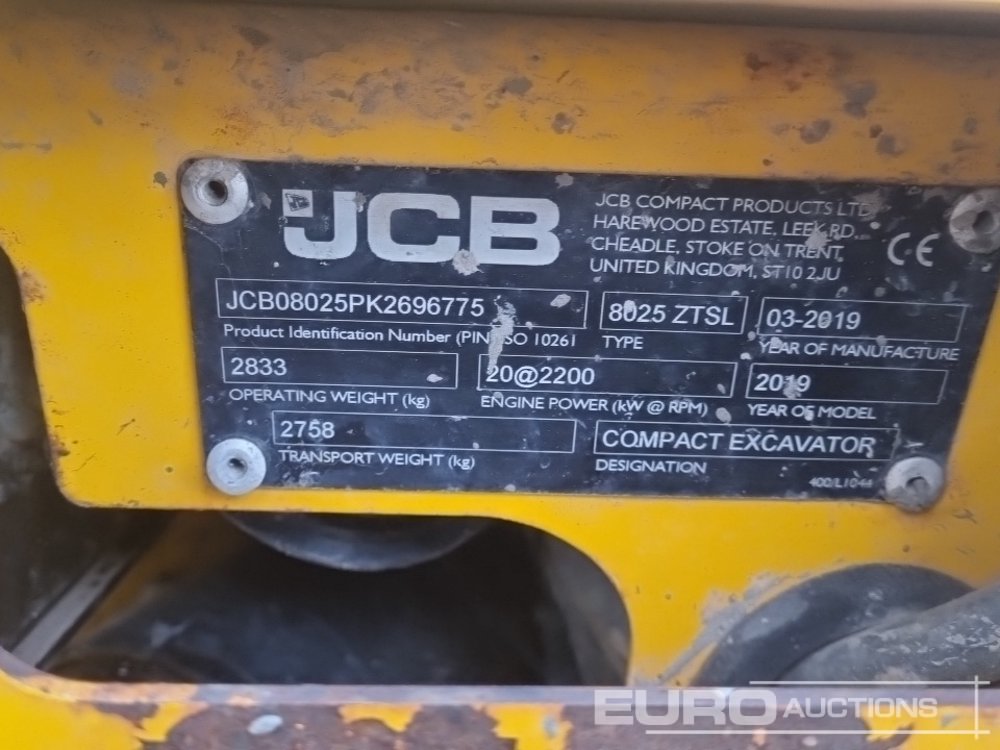 JCB
JCB COMPACT PRODUCTS LTD
HAREWOOD ESTATE, LEEK RD,
CHEADLE, STOKE ON TRENT,
UNITED KINGDOM, ST10 2JU
CE
JCB08025PK2696775
Product Identification Number (PIN) ISO 10261
8025 ZTSL
TYPE
03-2019
YEAR OF MANUFACTURE
2833
OPERATING WEIGHT (kg)
20@2200
ENGINE POWER (kW @ RPM)
2019
YEAR OF MODEL
2758
TRANSPORT WEIGHT (kg)
COMPACT EXCAVATOR
DESIGNATION
400/L1044
EURO AUCTIONS